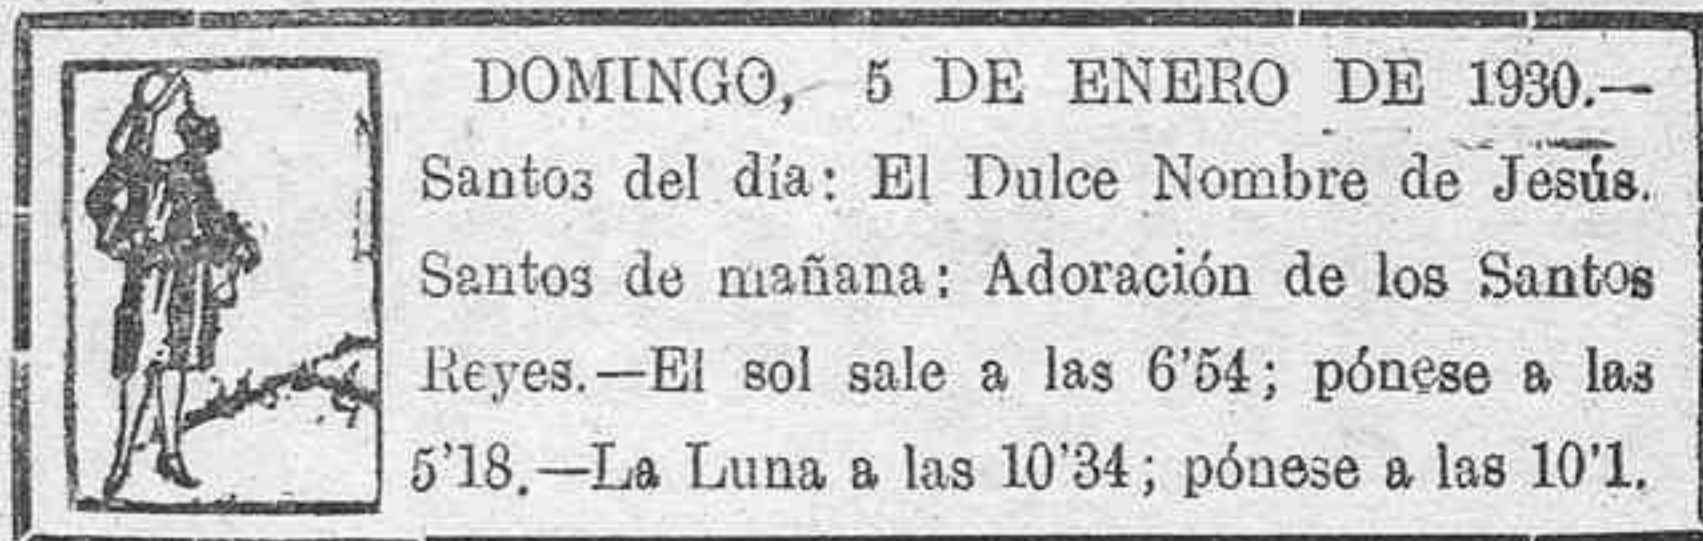 DOMINGO, 5 DE ENERO DE 1930.—
Santos del día: El Dulce Nombre de Jesús.
Santos de mañana: Adoración de los Santos
Reyes.—El sol sale a las 6'54; pónese a las
5'18.—La Luna a las 10'34; pónese a las 10'1.